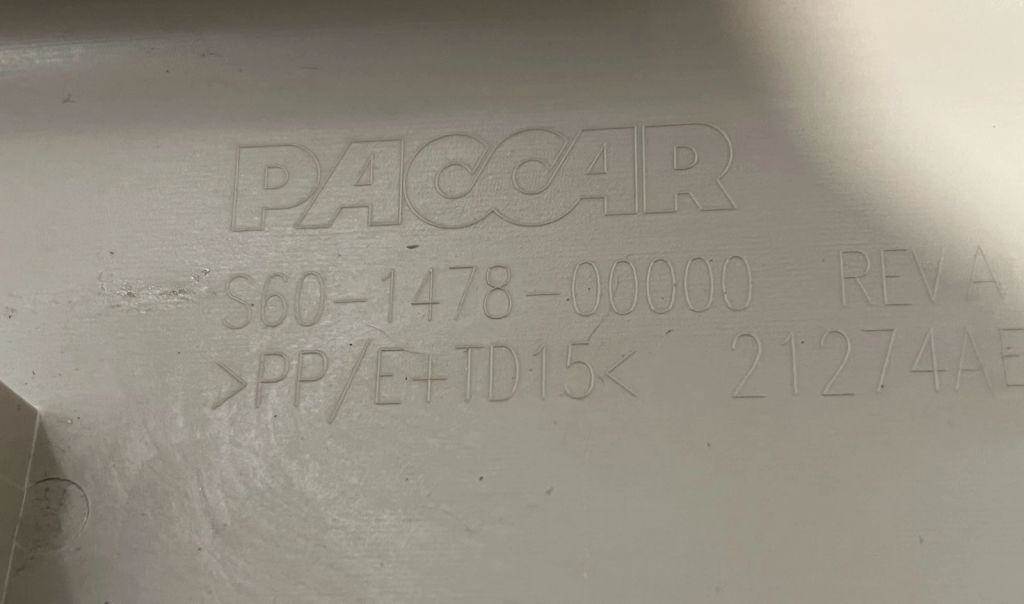 PACCAR
S60-1478-00000 REV A
>PP/E+TD15< 21274AE